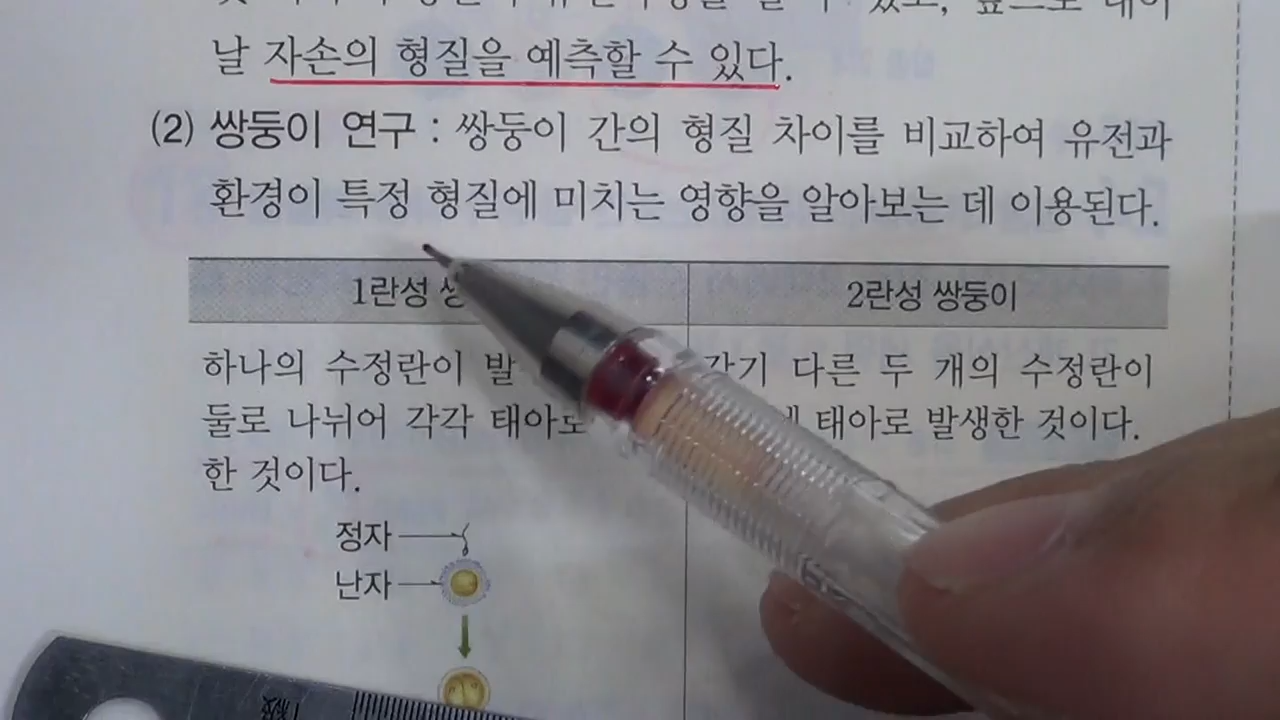 날 자손의 형질을 예측할 수 있다.
(2) 쌍둥이 연구 : 쌍둥이 간의 형질 차이를 비교하여 유전과
환경이 특정 형질에 미치는 영향을 알아보는 데 이용된다.
1란성
2란성 쌍둥이
하나의 수정란이 발
둘로 나뉘어 각각 태아로
한 것이다.
각기 다른 두 개의 수정란이
태아로 발생한 것이다.
정자
난자